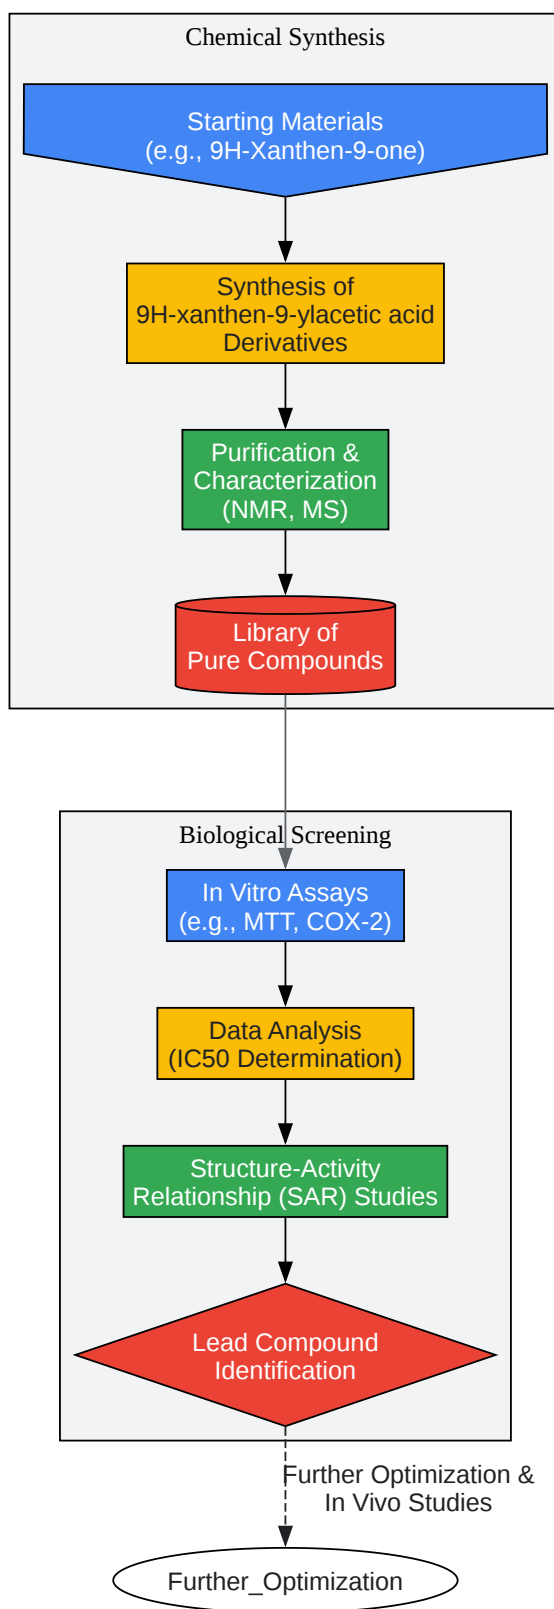 Chemical Synthesis
Starting Materials
(e.g., 9H-Xanthen-9-one)
Synthesis of
9H-xanthen-9-ylacetic acid
Derivatives
Purification &
Characterization
(NMR, MS)
Library of
Pure Compounds
Biological Screening
In Vitro Assays
(e.g., MTT, COX-2)
Data Analysis
(IC50 Determination)
Structure-Activity
Relationship (SAR) Studies
Lead Compound
Identification
Further Optimization &
In Vivo Studies
Further_Optimization